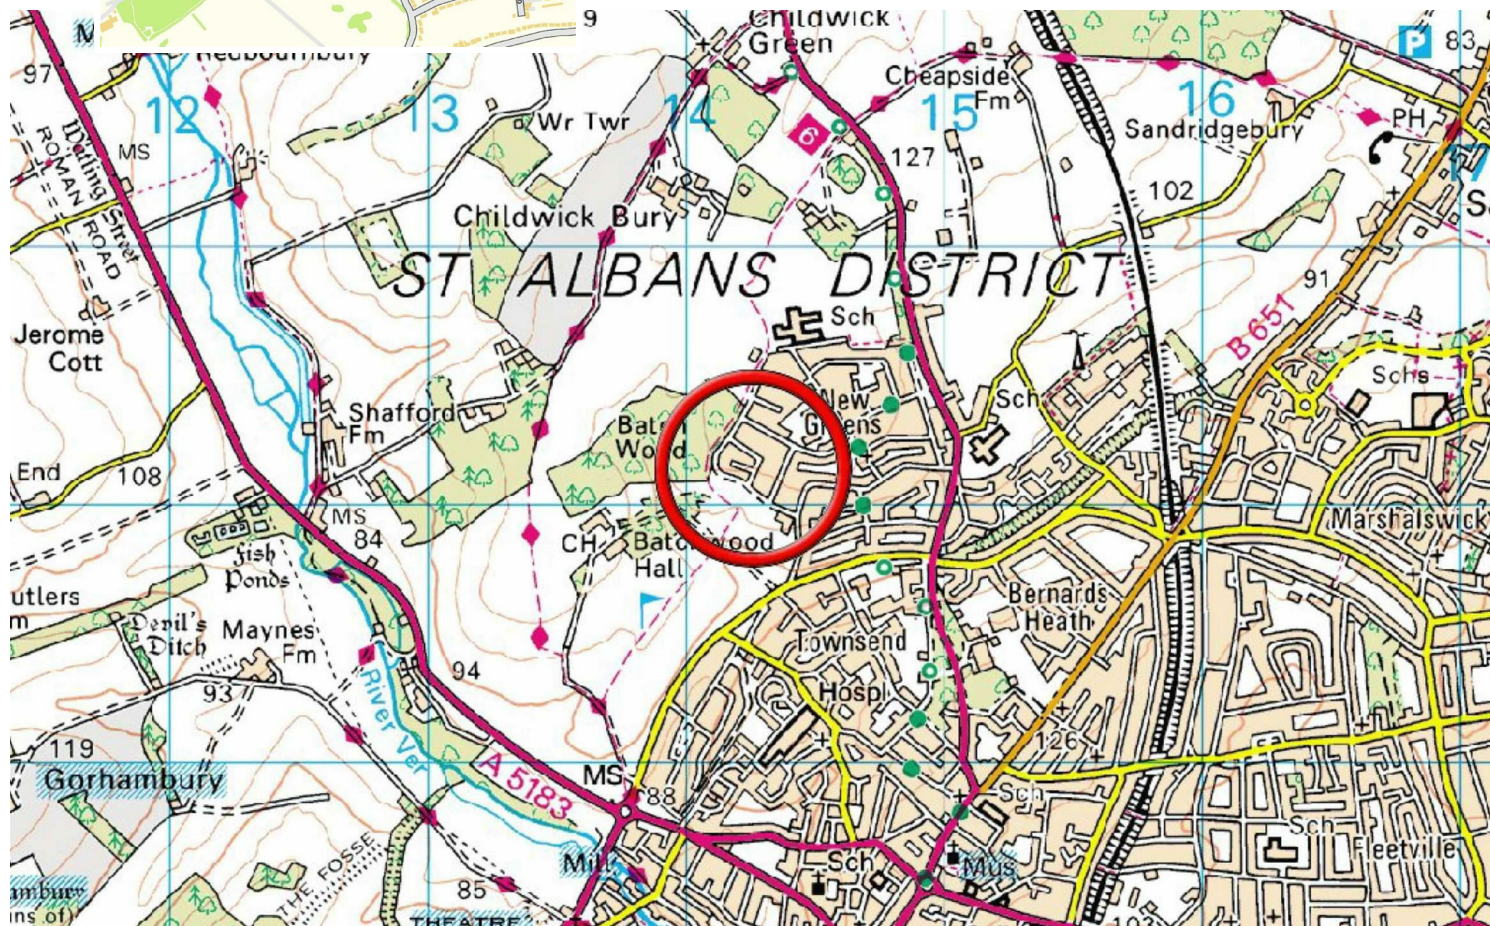 9
Childwick
Green
83
97
Redbournbury
12
13
14
15
16
17
Cheapside
Fm
Wr Twr
Sandridgebury
PH
6
MS
Watling Street
ROMAN ROAD
127
102
Childwick Bury
ST ALBANS DISTRICT
91
Jerome
Cott
Sch
B 651
Schs
Shafford
Fm
New
Greens
Sch
Wood
End
108
MS
84
Marshalswick
CH
Batchwood
Hall
Fish
Ponds
Bernards
Heath
Devil's
Ditch
Maynes
Fm
Townsend
94
River Ver
Hospl
93
126
119
Gorhambury
A 5183
MS
88
Sch
Sch
Fleetville
Mill
Sch
Mus
THE FOSSE
85
THEATRE